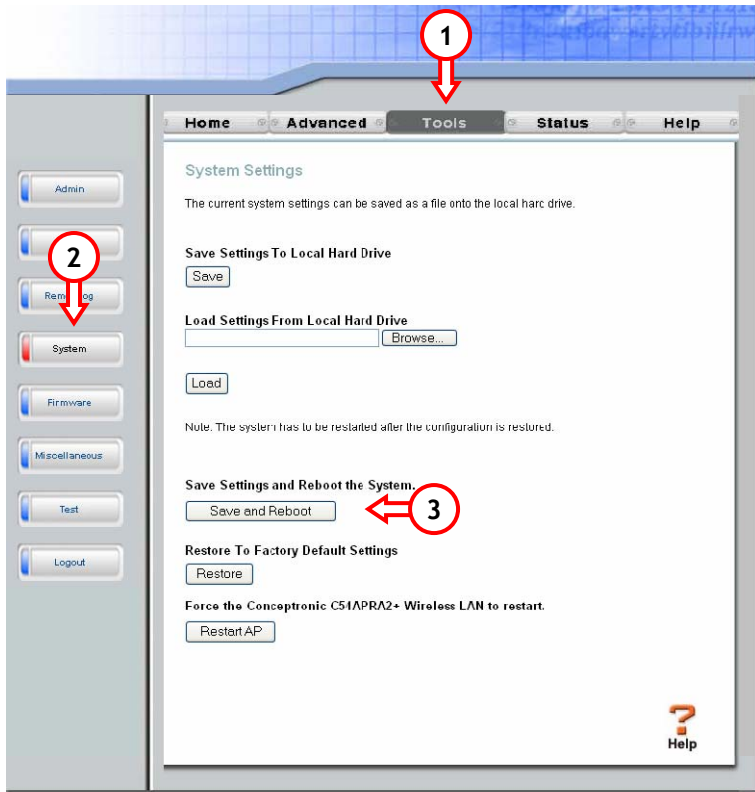 1
Home Advanced Tools Status Help
System Settings
Admin
The current system settings can be saved as a file onto the local hard drive.
2
Save Settings To Local Hard Drive
Save
Load Settings From Local Hard Drive
Browse...
System
Load
Firmware
Note: The system has to be restarted after the configuration is restored.
Miscellaneous
Save Settings and Reboot the System.
Save and Reboot
3
Test
Restore To Factory Default Settings
Logout
Restore
Force the Conceptronic C54APRA2+ Wireless LAN to restart.
Restart AP
Help